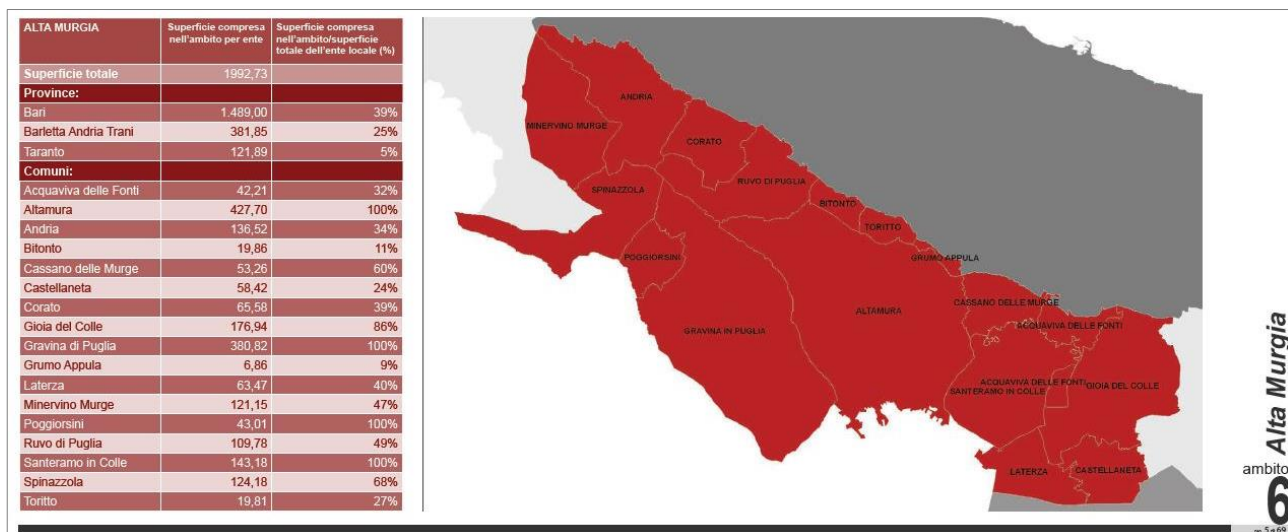 ALTA MURGIA Superficie compresa nell'ambito per ente Superficie compresa nell'ambito/superficie totale dell'ente locale (%)
Superficie totale 1992,73
Province:
Bari 1.489,00 39%
Barletta Andria Trani 381,85 25%
Taranto 121,89 5%
Comuni:
Acquaviva delle Fonti 42,21 32%
Altamura 427,70 100%
Andria 136,52 34%
Bitonto 19,86 11%
Cassano delle Murge 53,26 60%
Castellaneta 58,42 24%
Corato 65,58 39%
Gioia del Colle 176,94 86%
Gravina di Puglia 380,82 100%
Grumo Appula 6,86 9%
Laterza 63,47 40%
Minervino Murge 121,15 47%
Poggiorsini 43,01 100%
Ruvo di Puglia 109,78 49%
Santeramo in Colle 143,18 100%
Spinazzola 124,18 68%
Toritto 19,81 27%
ANDRIA
MINERVINO MURGE
CORATO
RUVO DI PUGLIA
SPINAZZOLA
BITONTO
TORITTO
GRUMO APPULA
POGGIORSINI
CASSANO DELLE MURGE
ALTAMURA
ACQUAVIVA DELLE FONTI
GRAVINA IN PUGLIA
ACQUAVIVA DELLE FONTI
SANTERAMO IN COLLE
GIOIA DEL COLLE
LATERZA
CASTELLANETA
Alta Murgia
ambito
6